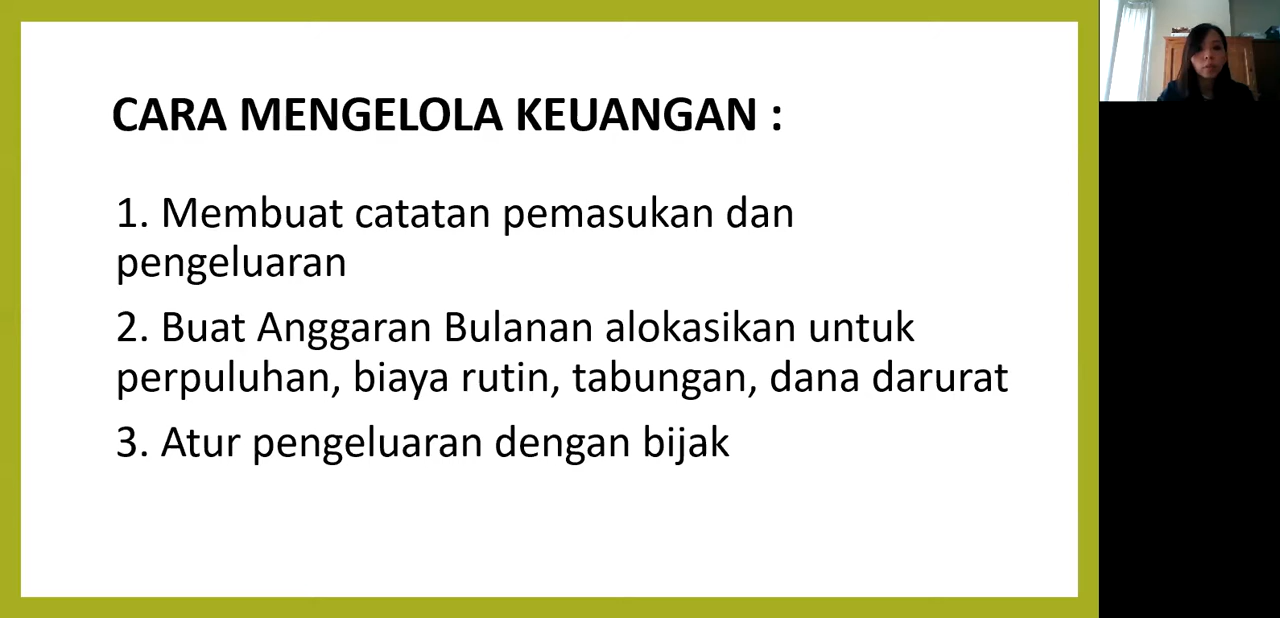 CARA MENGELOLA KEUANGAN :
1. Membuat catatan pemasukan dan
pengeluaran
2. Buat Anggaran Bulanan alokasikan untuk
perpuluhan, biaya rutin, tabungan, dana darurat
3. Atur pengeluaran dengan bijak